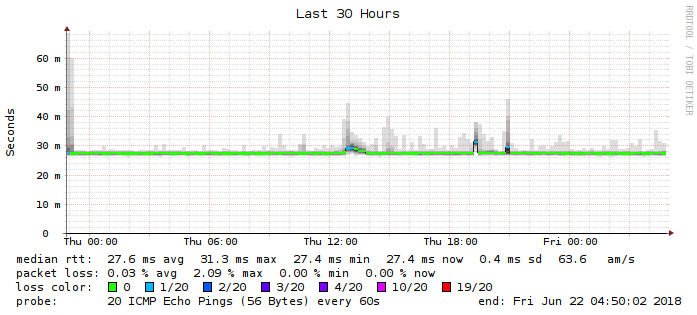 Last 30 Hours
RRDTOOL / TOBI OETIKER
Seconds
60 m
50 m
40 m
30 m
20 m
10 m
0
Thu 00:00 Thu 06:00 Thu 12:00 Thu 18:00 Fri 00:00
median rtt: 27.6 ms avg 31.3 ms max 27.4 ms min 27.4 ms now 0.4 ms sd 63.6 am/s
packet loss: 0.03 % avg 2.09 % max 0.00 % min 0.00 % now
loss color: 0 1/20 2/20 3/20 4/20 10/20 19/20
probe: 20 ICMP Echo Pings (56 Bytes) every 60s end: Fri Jun 22 04:50:02 2018